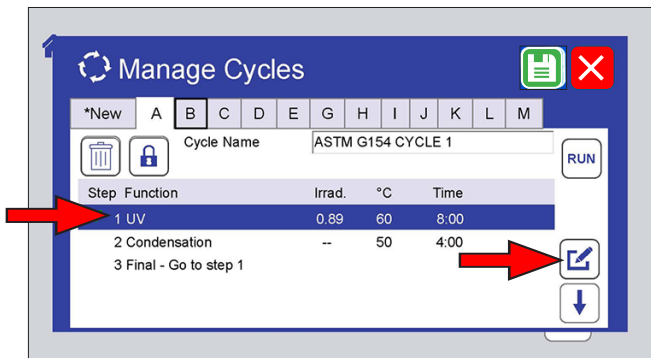 Manage Cycles
*New A B C D E G H I J K L M
Cycle Name ASTM G154 CYCLE 1
RUN
Step Function Irrad. °C Time
1 UV 0.89 60 8:00
2 Condensation -- 50 4:00
3 Final - Go to step 1